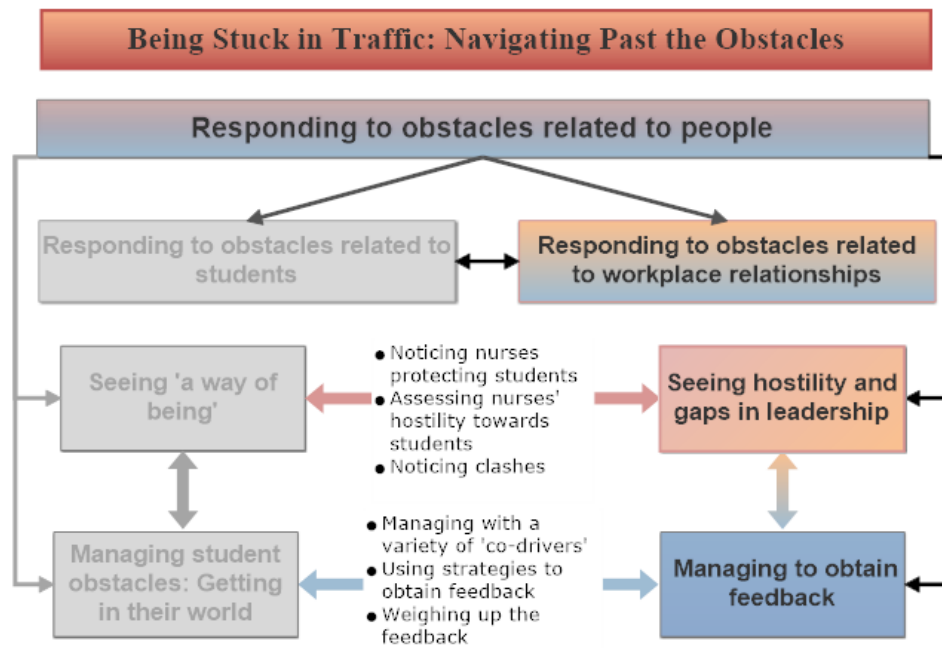 Being Stuck in Traffic: Navigating Past the Obstacles
Responding to obstacles related to people
Responding to obstacles related to
students
Responding to obstacles related
to workplace relationships
Seeing 'a way of
being'
● Noticing nurses
protecting students
● Assessing nurses'
hostility towards
students
● Noticing clashes
Seeing hostility and
gaps in leadership
Managing student
obstacles: Getting
in their world
● Managing with a
variety of 'co-drivers'
● Using strategies to
obtain feedback
● Weighing up the
feedback
Managing to obtain
feedback